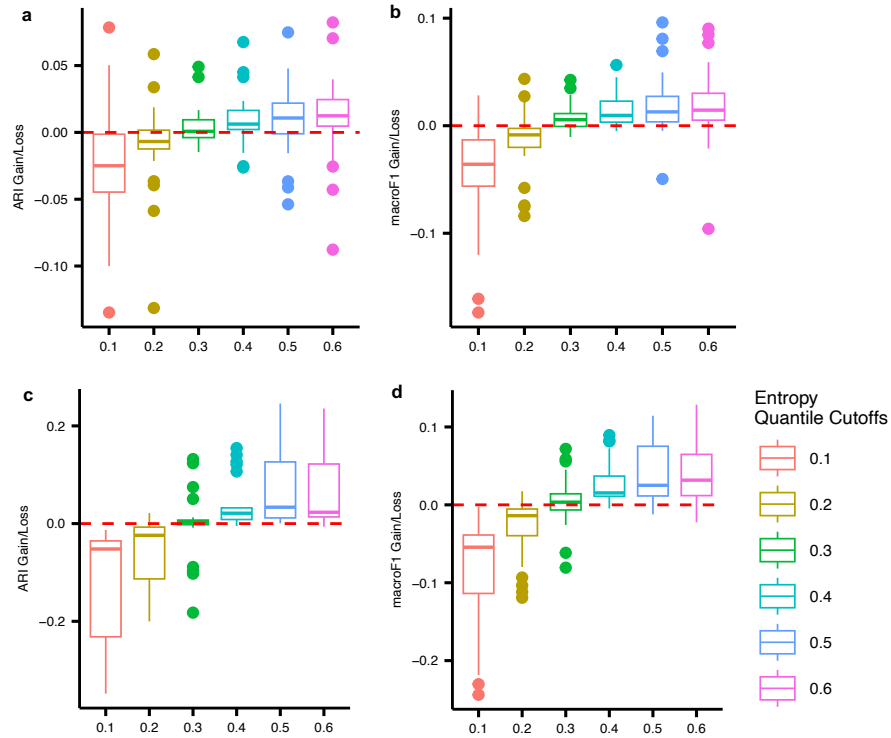 a
ARI Gain/Loss
0.05
0.00
−0.05
−0.10
0.1 0.2 0.3 0.4 0.5 0.6
b
macroF1 Gain/Loss
0.1
0.0
−0.1
0.1 0.2 0.3 0.4 0.5 0.6
c
ARI Gain/Loss
0.2
0.0
−0.2
0.1 0.2 0.3 0.4 0.5 0.6
d
macroF1 Gain/Loss
0.1
0.0
−0.1
−0.2
0.1 0.2 0.3 0.4 0.5 0.6
Entropy
Quantile Cutoffs
0.1
0.2
0.3
0.4
0.5
0.6